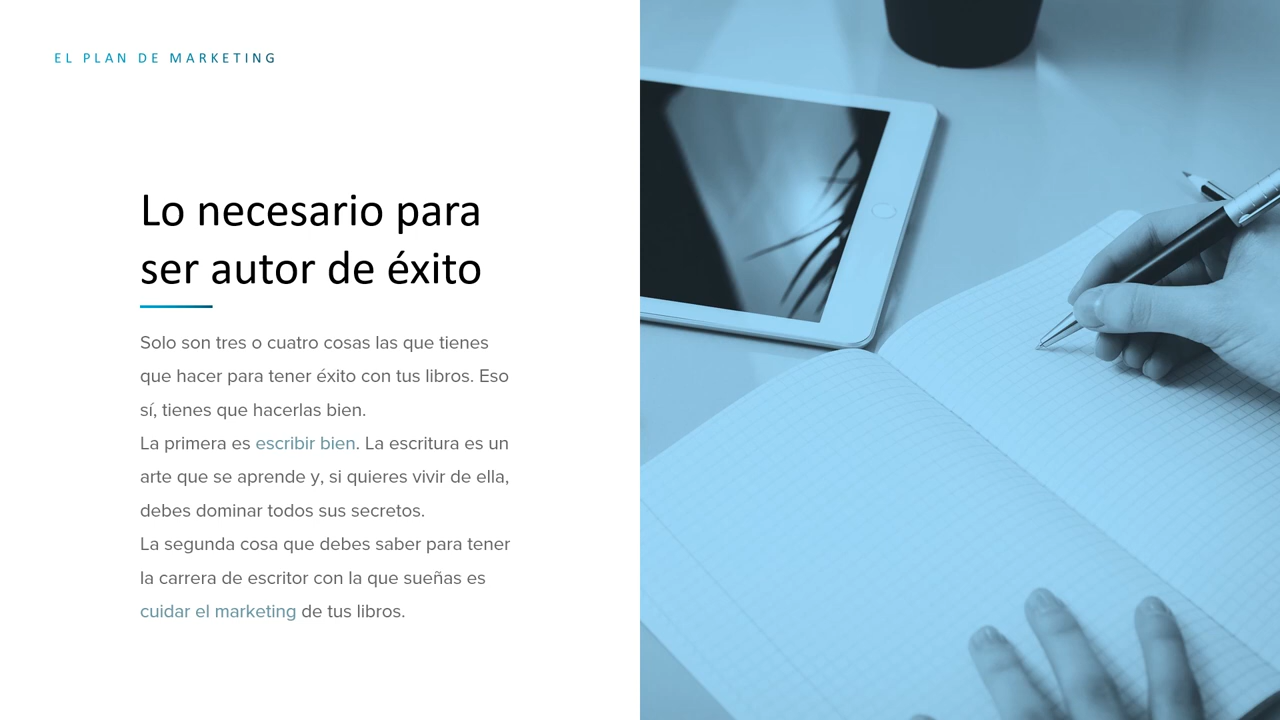 EL PLAN DE MARKETING
Lo necesario para
ser autor de éxito
Solo son tres o cuatro cosas las que tienes
que hacer para tener éxito con tus libros. Eso
sí, tienes que hacerlas bien.
La primera es escribir bien. La escritura es un
arte que se aprende y, si quieres vivir de ella,
debes dominar todos sus secretos.
La segunda cosa que debes saber para tener
la carrera de escritor con la que sueñas es
cuidar el marketing de tus libros.